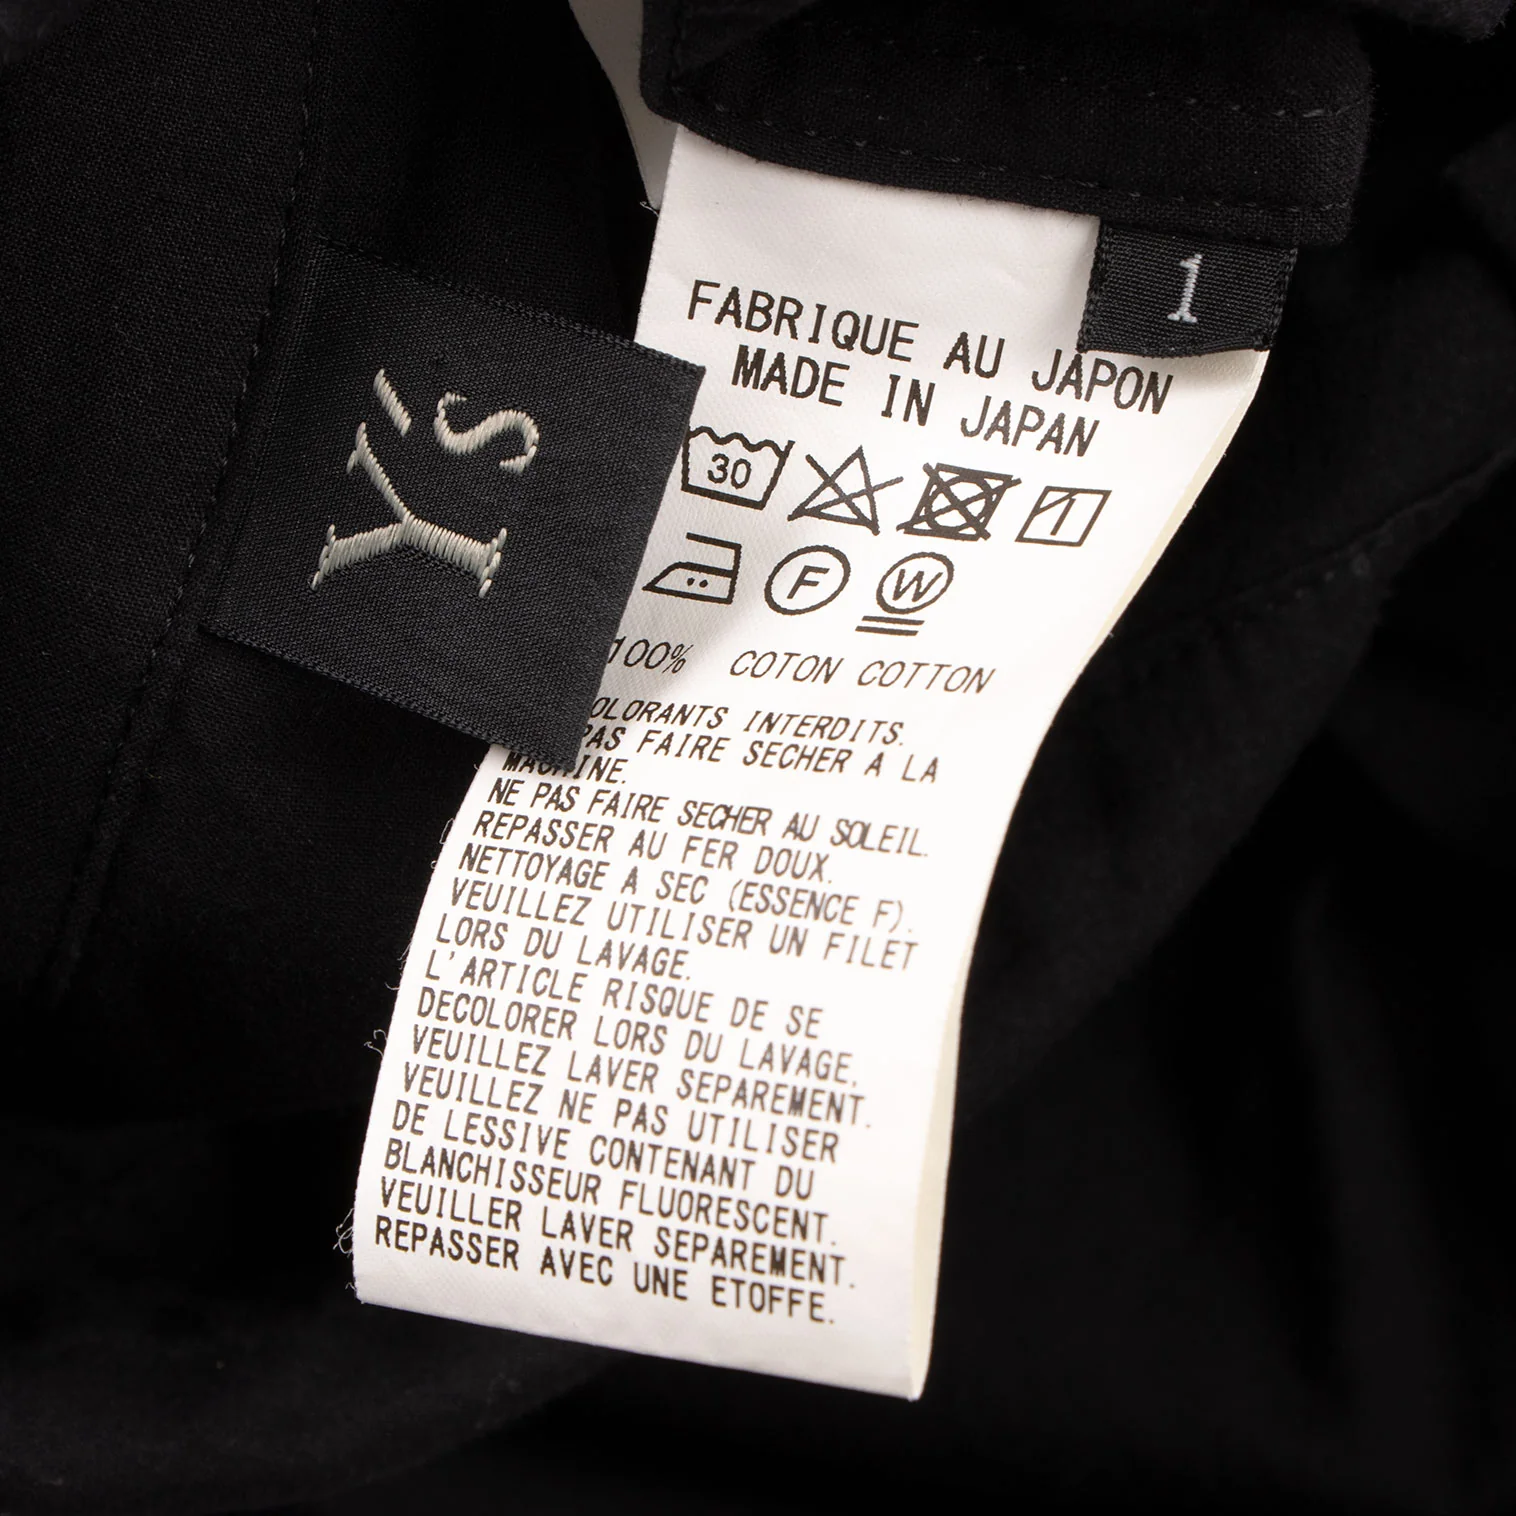 Y's
1
FABRIQUE AU JAPON
MADE IN JAPAN
30
1
F
W
100% COTON COTTON
OLORANTS INTERDITS.
PAS FAIRE SECHER A LA
MACHINE.
NE PAS FAIRE SECHER AU SOLEIL.
REPASSER AU FER DOUX.
NETTOYAGE A SEC (ESSENCE F).
VEUILLEZ UTILISER UN FILET
LORS DU LAVAGE.
L'ARTICLE RISQUE DE SE
DECOLORER LORS DU LAVAGE.
VEUILLEZ LAVER SEPAREMENT.
VEUILLEZ NE PAS UTILISER
DE LESSIVE CONTENANT DU
BLANCHISSEUR FLUORESCENT.
VEUILLER LAVER SEPAREMENT.
REPASSER AVEC UNE ETOFFE.